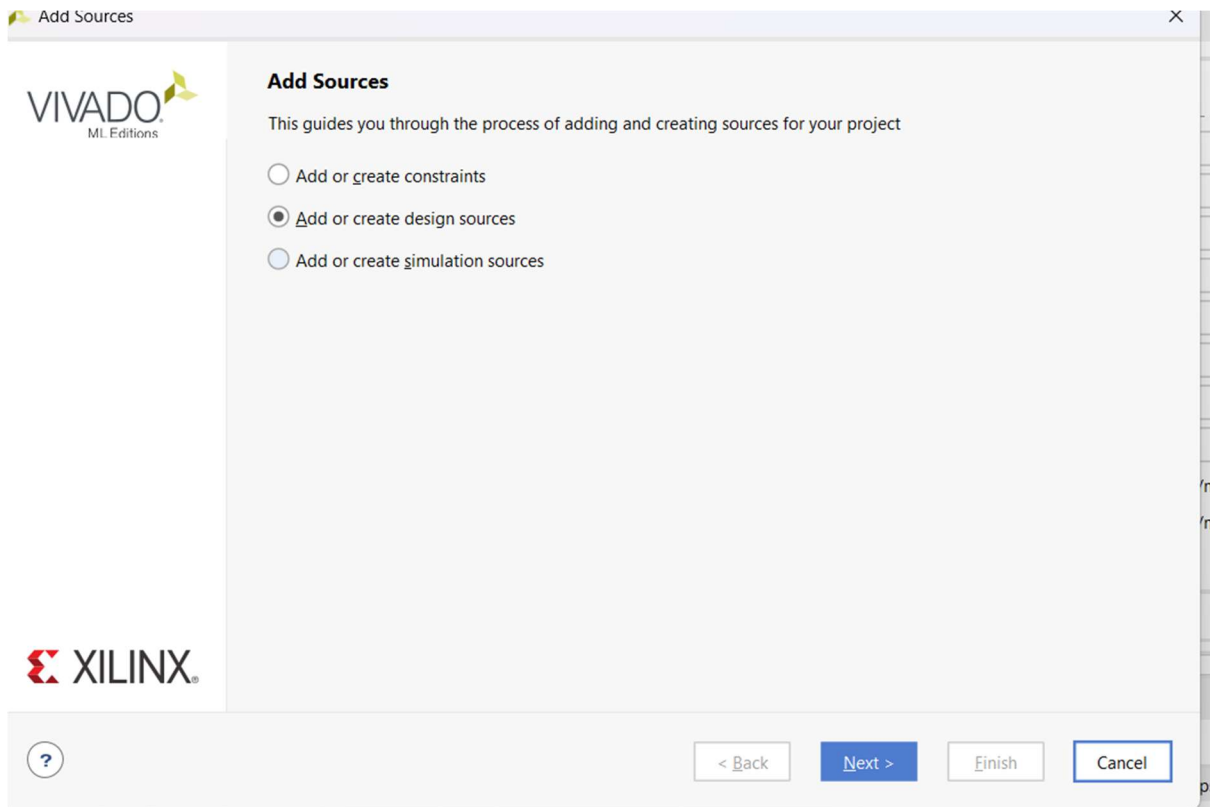 Add Sources
VIVADO.
ML Editions
Add Sources
This guides you through the process of adding and creating sources for your project
Add or create constraints
Add or create design sources
Add or create simulation sources
XILINX.
?
< Back
Next >
Finish
Cancel